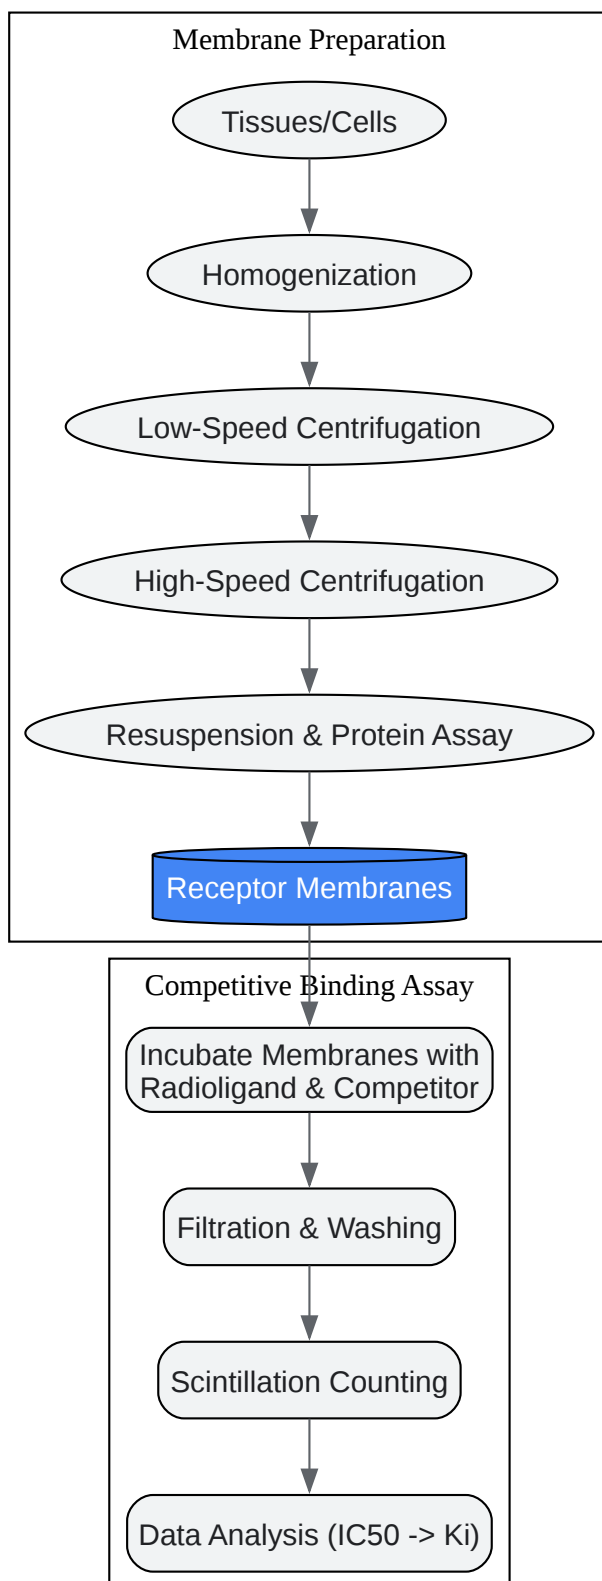 Membrane Preparation
Tissues/Cells
Homogenization
Low-Speed Centrifugation
High-Speed Centrifugation
Resuspension & Protein Assay
Receptor Membranes
Competitive Binding Assay
Incubate Membranes with
Radioligand & Competitor
Filtration & Washing
Scintillation Counting
Data Analysis (IC50 -> Ki)